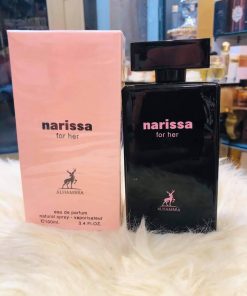 narissa
for her
ALHAMBRA
eau de parfum
natural spray - vaporisateur
℮100ml. 3.4 FL.OZ
narissa
for her
ALHAMBRA